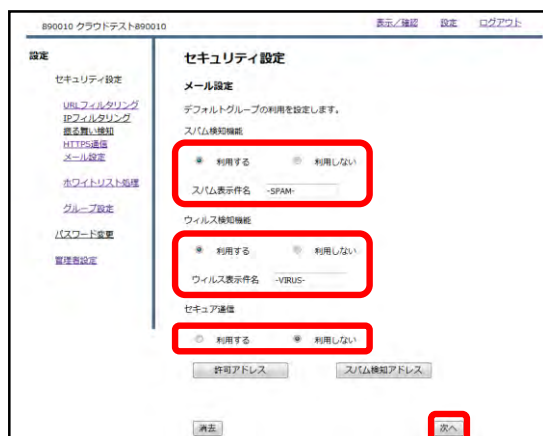 890010 クラウドテスト890010
表示/確認 設定 ログアウト
設定
セキュリティ設定
URLフィルタリング
IPフィルタリング
振る舞い検知
HTTPS通信
メール設定
ホワイトリスト処理
グループ設定
パスワード変更
管理者設定
セキュリティ設定
メール設定
デフォルトグループの利用を設定します。
スパム検知機能
利用する 利用しない
スパム表示件名 -SPAM-
ウィルス検知機能
利用する 利用しない
ウィルス表示件名 -VIRUS-
セキュア通信
利用する 利用しない
許可アドレス スパム検知アドレス
消去 次へ